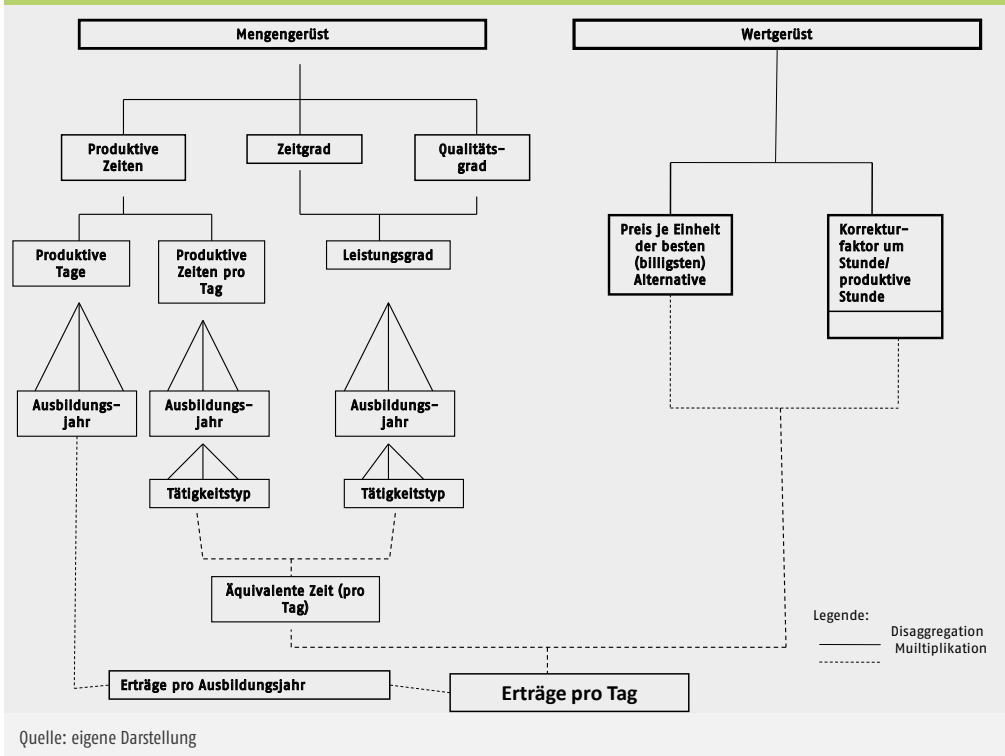 Mengengerüst
Wertgerüst
Produktive
Zeiten
Zeitgrad
Qualitäts-
grad
Produktive
Tage
Produktive
Zeiten pro
Tag
Leistungsgrad
Preis je Einheit
der besten
(billigsten)
Alternative
Korrektur-
faktor um
Stunde/
produktive
Stunde
Ausbildungs-
jahr
Ausbildungs-
jahr
Ausbildungs-
jahr
Tätigkeitstyp
Tätigkeitstyp
Äquivalente Zeit (pro
Tag)
Legende:
Disaggregation
Muiltiplikation
Erträge pro Ausbildungsjahr
Erträge pro Tag
Quelle: eigene Darstellung